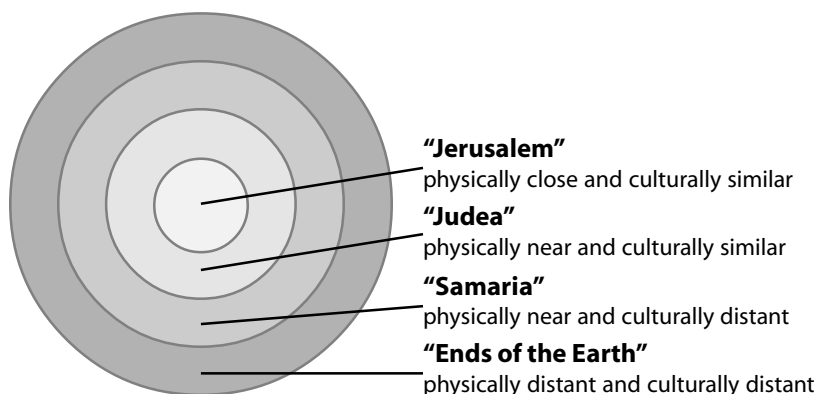 “Jerusalem”
physically close and culturally similar
“Judea”
physically near and culturally similar
“Samaria”
physically near and culturally distant
“Ends of the Earth”
physically distant and culturally distant